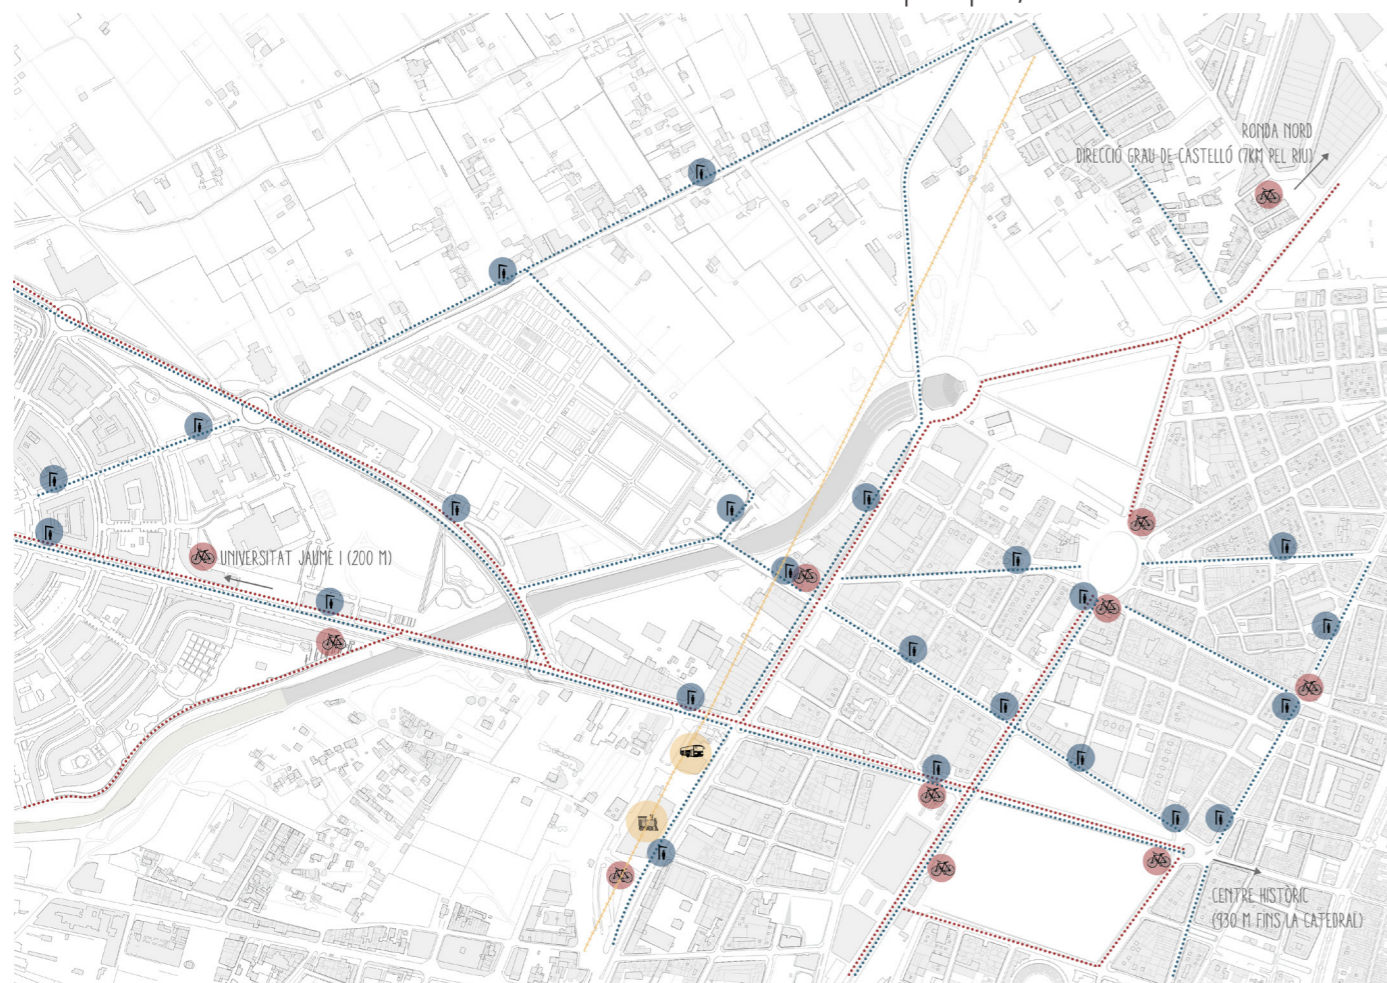 RONDA NORD
DIRECCIÓ GRAU DE CASTELLÓ (7KM PEL RIU)
UNIVERSITAT JAUME I (200 M)
CENTRE HISTÒRIC
(930 M FINS LA CATEDRAL)